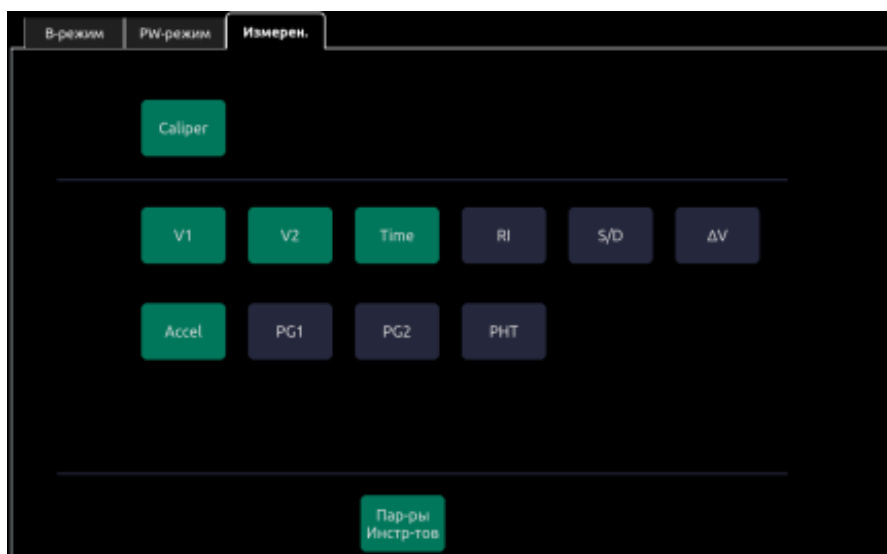 В-режим PW-режим Измерен.
Caliper
V1 V2 Time RI S/D ΔV
Accel PG1 PG2 PHT
Пар-ры
Инстр-тов